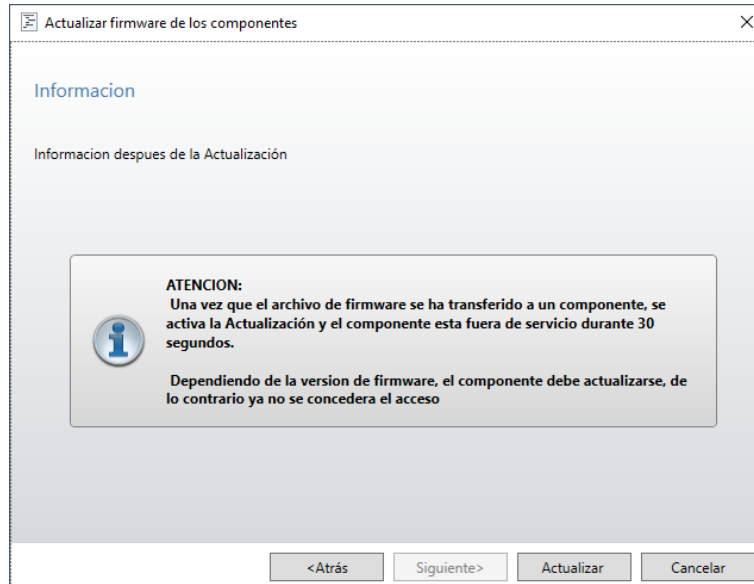 Actualizar firmware de los componentes
Informacion
Informacion despues de la Actualización
ATENCION:
Una vez que el archivo de firmware se ha transferido a un componente, se
activa la Actualización y el componente esta fuera de servicio durante 30
segundos.
Dependiendo de la version de firmware, el componente debe actualizarse, de
lo contrario ya no se concedera el acceso
<Atrás
Siguiente>
Actualizar
Cancelar